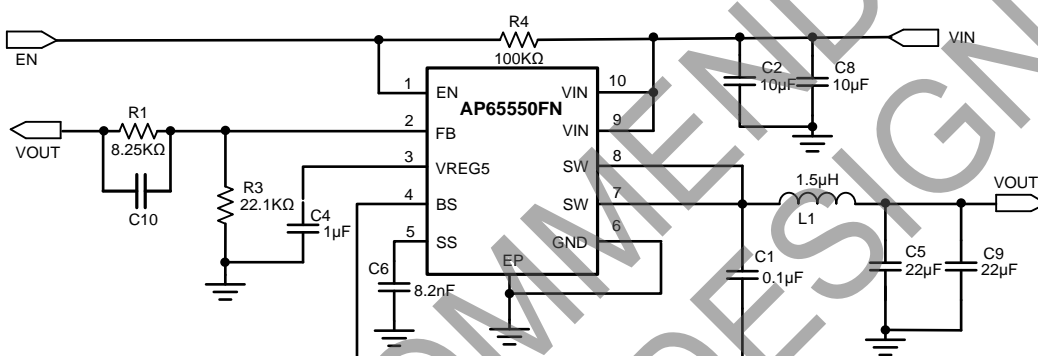 R4
100KΩ
EN
VIN
C2
10µF
C8
10µF
AP65550FN
1
EN
VIN
10
2
FB
VIN
9
3
VREG5
SW
8
4
BS
SW
7
5
SS
GND
6
EP
R1
8.25KΩ
VOUT
C10
R3
22.1KΩ
C4
1µF
C6
8.2nF
1.5µH
L1
VOUT
C1
0.1µF
C5
22µF
C9
22µF
DESIGN